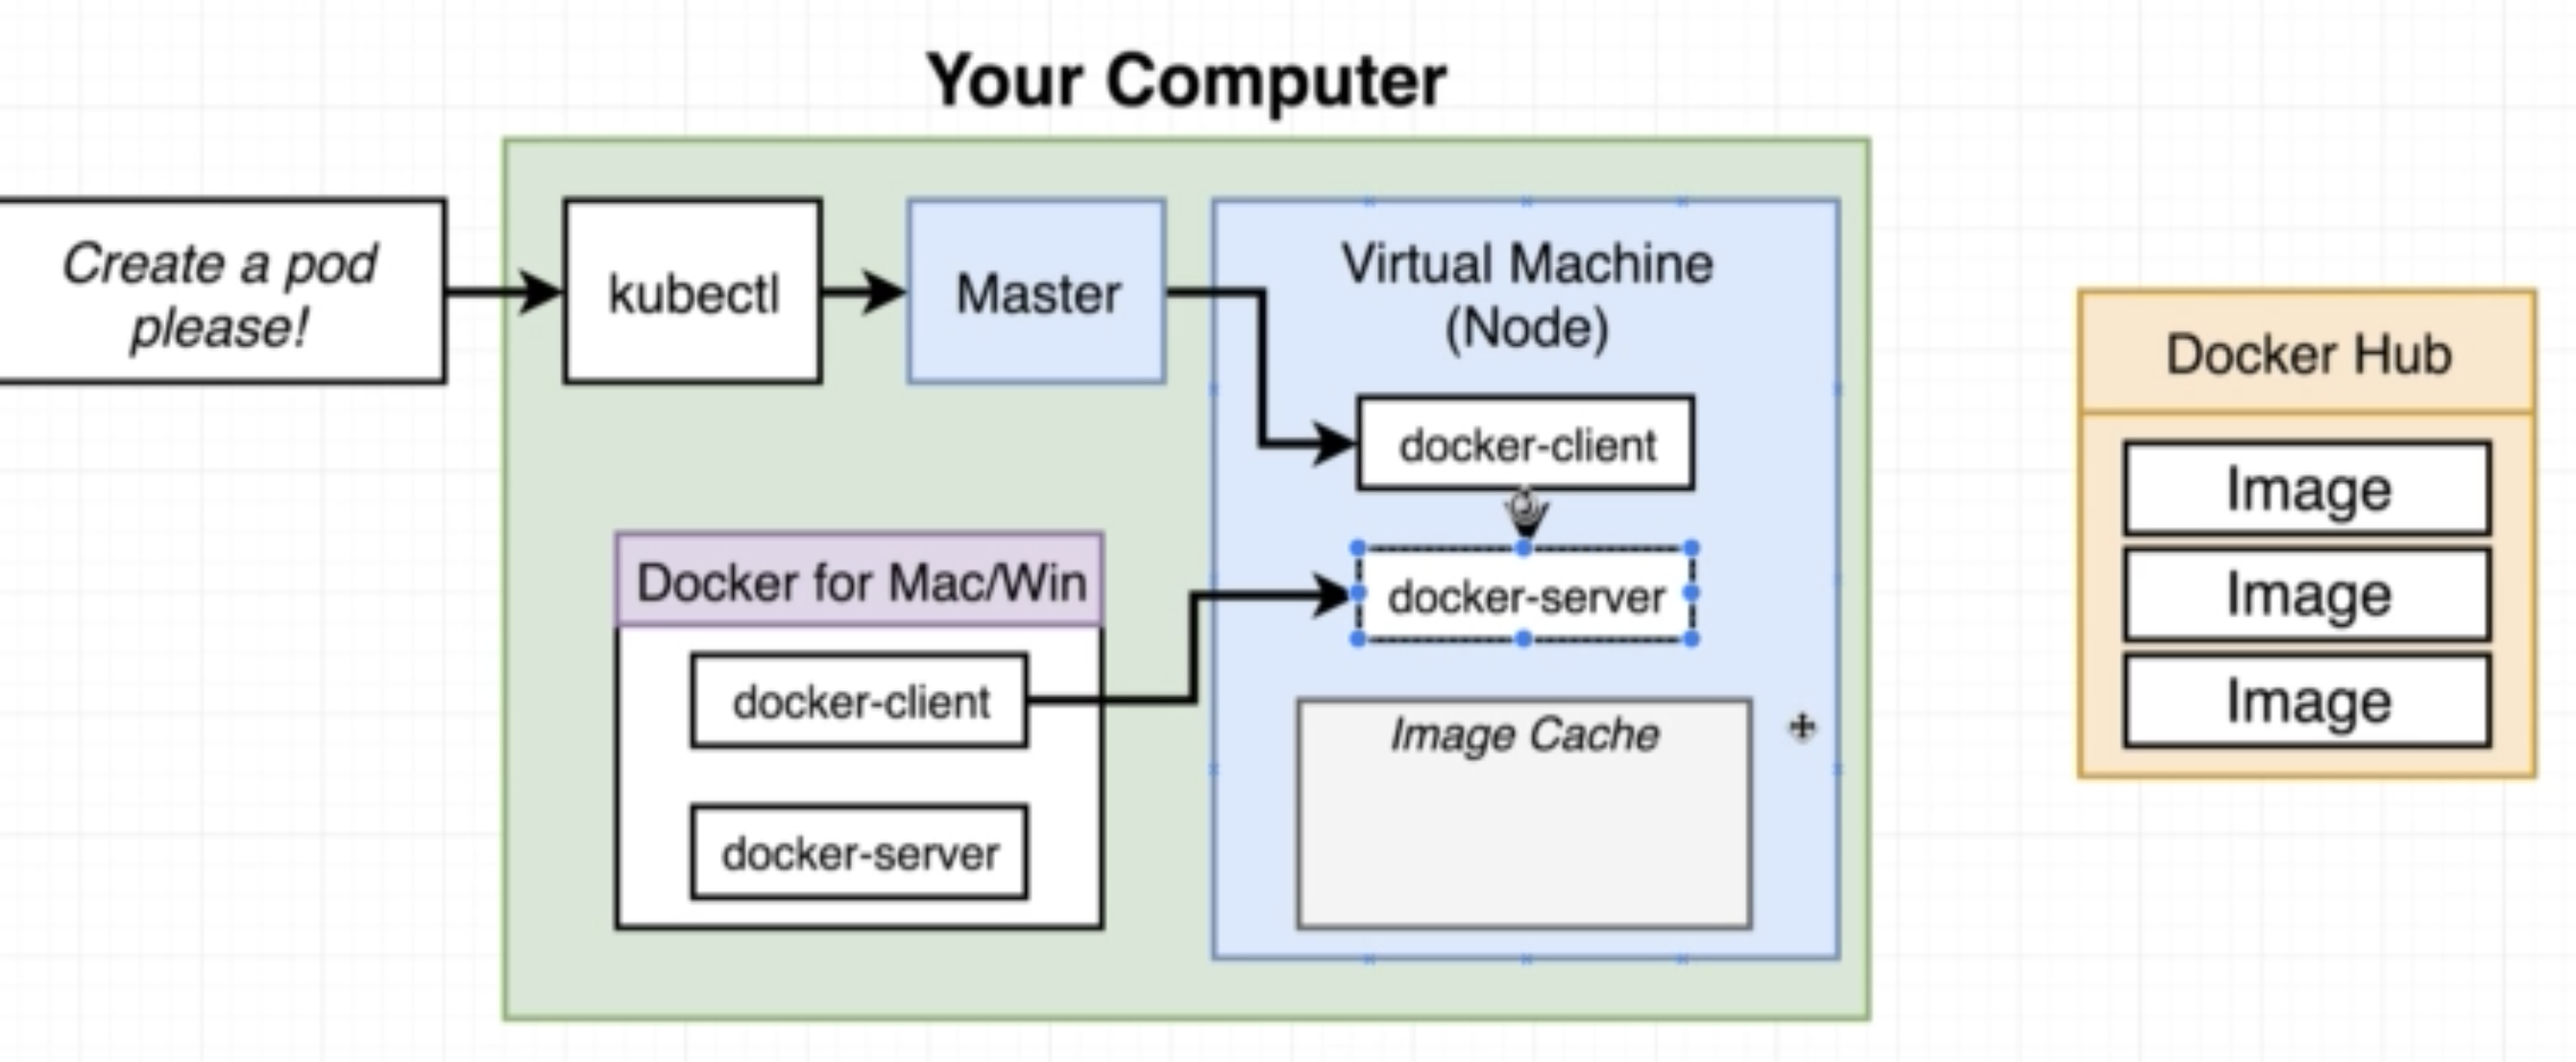 Your Computer
Create a pod
please!
kubectl
Master
Virtual Machine
(Node)
docker-client
docker-server
Image Cache
Docker for Mac/Win
docker-client
docker-server
Docker Hub
Image
Image
Image